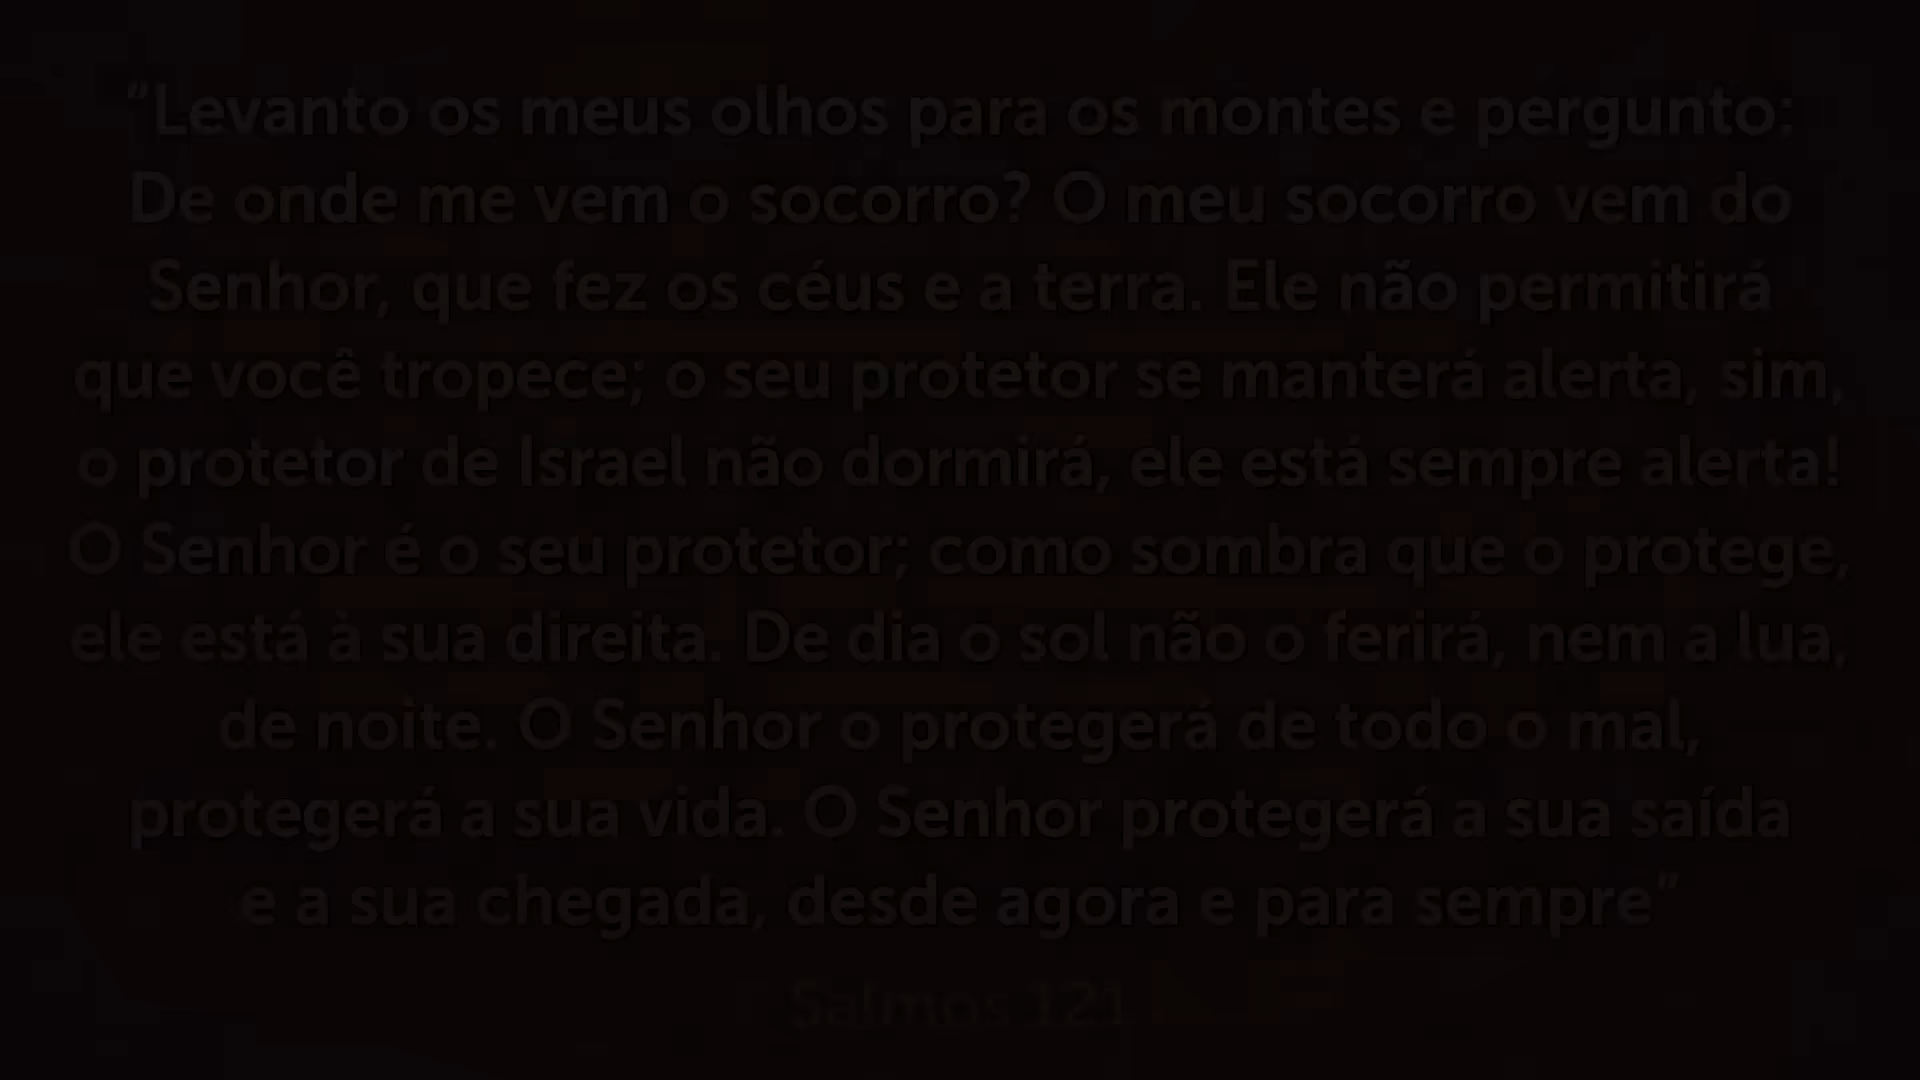 “Levanto os meus olhos para os montes e pergunto:
De onde me vem o socorro? O meu socorro vem do
Senhor, que fez os céus e a terra. Ele não permitirá
que você tropece; o seu protetor se manterá alerta, sim,
o protetor de Israel não dormirá, ele está sempre alerta!
O Senhor é o seu protetor; como sombra que o protege,
ele está à sua direita. De dia o sol não o ferirá, nem a lua,
de noite. O Senhor o protegerá de todo o mal,
protegerá a sua vida. O Senhor protegerá a sua saída
e a sua chegada, desde agora e para sempre”
Salmos 121